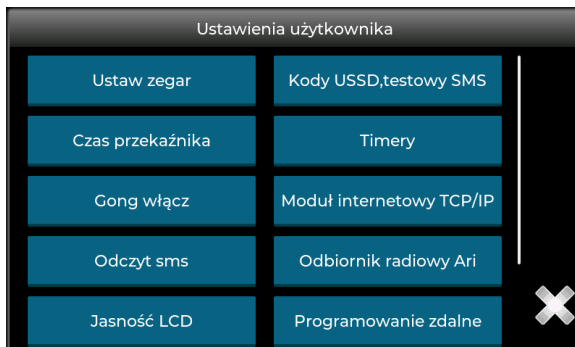 Ustawienia użytkownika
Ustaw zegar
Kody USSD,testowy SMS
Czas przekaźnika
Timery
Gong włącz
Moduł internetowy TCP/IP
Odczyt sms
Odbiornik radiowy Ari
Jasność LCD
Programowanie zdalne